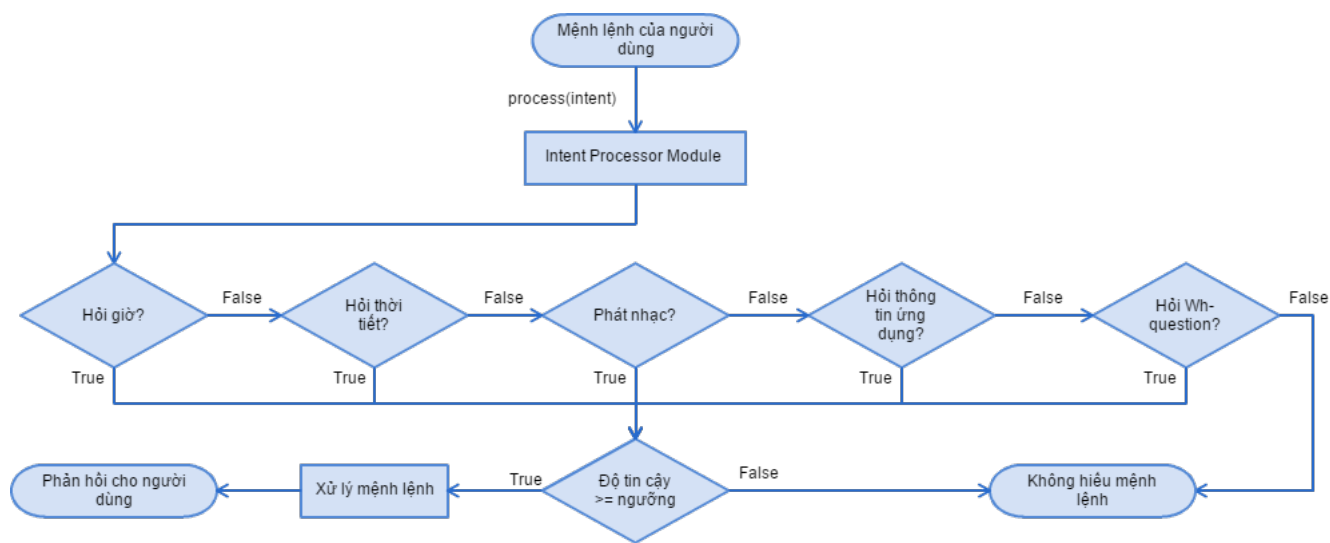 Mệnh lệnh của người
dùng
process(intent)
Intent Processor Module
Hỏi giờ?
False
Hỏi thời
tiết?
False
Phát nhạc?
False
Hỏi thông
tin ứng
dụng?
False
Hỏi Wh-
question?
False
True
True
True
True
True
Phản hồi cho người
dùng
Xử lý mệnh lệnh
True
Độ tin cậy
>= ngưỡng
False
Không hiểu mệnh
lệnh